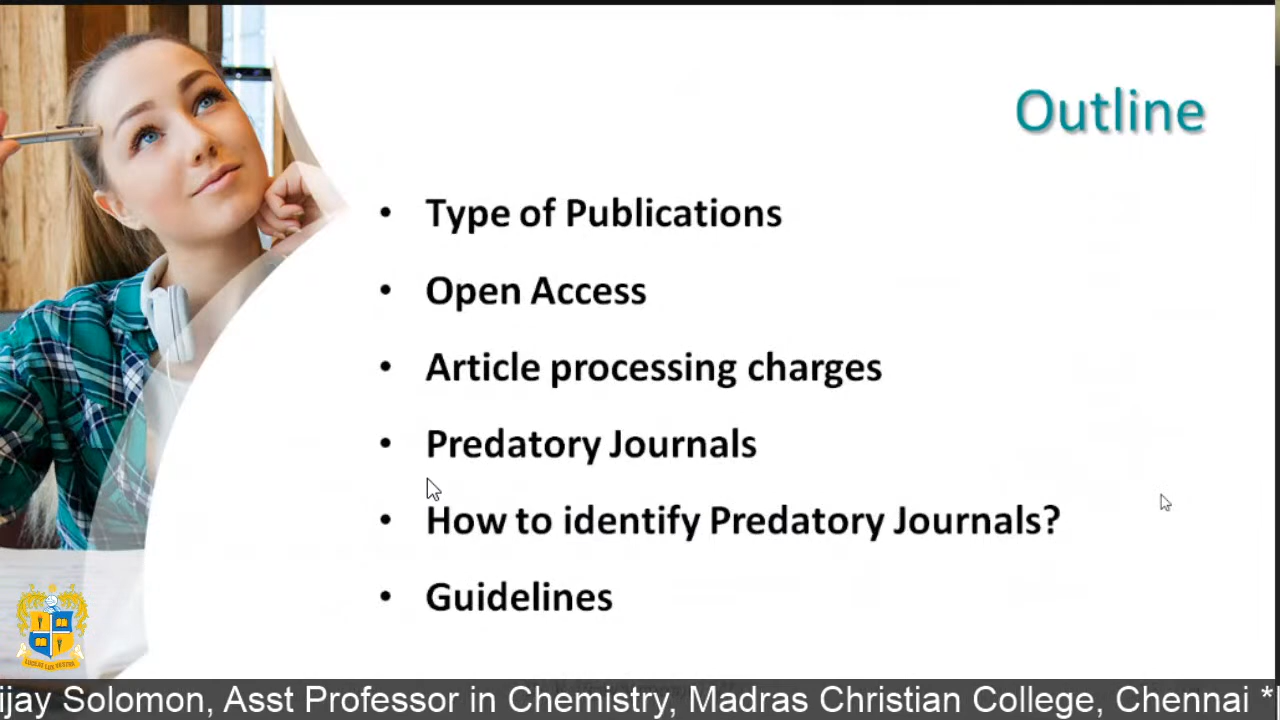 Outline
• Type of Publications
• Open Access
• Article processing charges
• Predatory Journals
• How to identify Predatory Journals?
• Guidelines
ijay Solomon, Asst Professor in Chemistry, Madras Christian College, Chennai *